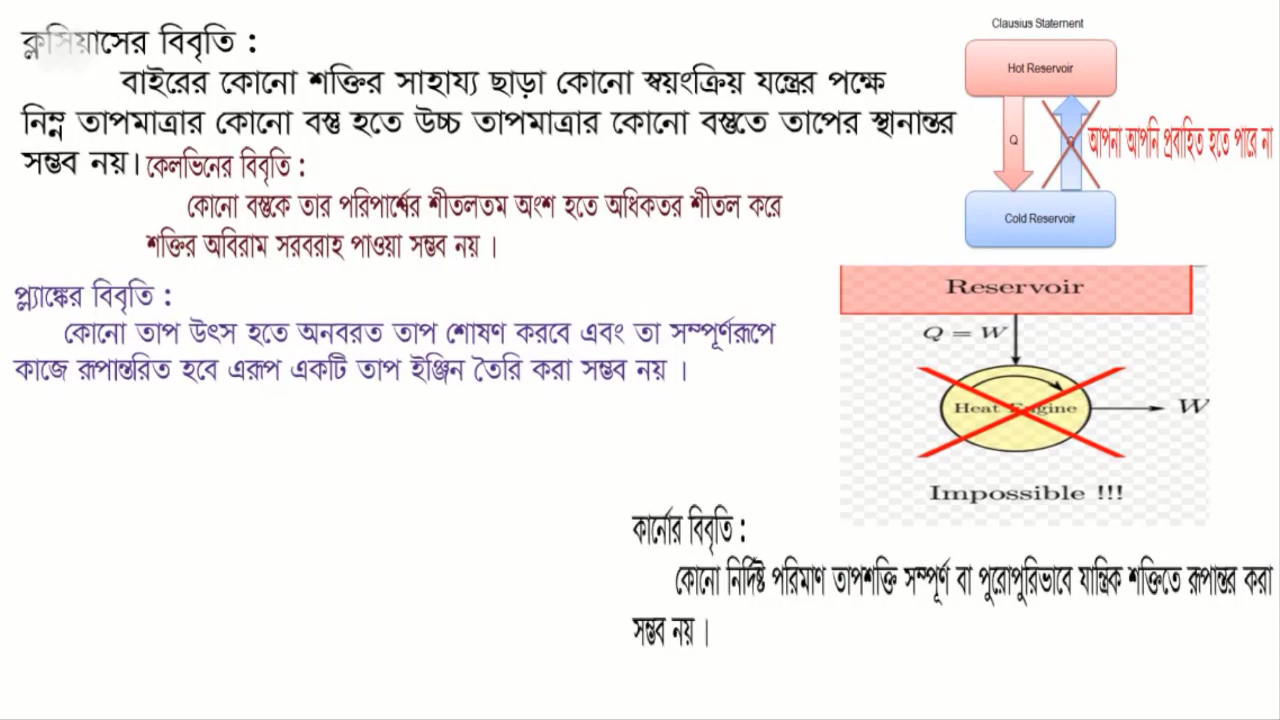 ক্লসিয়াসের বিবৃতি :
বাইরের কোনো শক্তির সাহায্য ছাড়া কোনো স্বয়ংক্রিয় যন্ত্রের পক্ষে
নিম্ন তাপমাত্রার কোনো বস্তু হতে উচ্চ তাপমাত্রার কোনো বস্তুতে তাপের স্থানান্তর
সম্ভব নয়।
কেলভিনের বিবৃতি :
কোনো বস্তুকে তার পরিপার্শ্বের শীতলতম অংশ হতে অধিকতর শীতল করে
শক্তির অবিরাম সরবরাহ পাওয়া সম্ভব নয় ।
প্ল্যাঙ্কের বিবৃতি :
কোনো তাপ উৎস হতে অনবরত তাপ শোষণ করবে এবং তা সম্পূর্ণরূপে
কাজে রূপান্তরিত হবে এরূপ একটি তাপ ইঞ্জিন তৈরি করা সম্ভব নয় ।
Clausius Statement
Hot Reservoir
Q
আপনা আপনি প্রবাহিত হতে পারে না
Cold Reservoir
Reservoir
Q = W
Heat Engine
W
Impossible !!!
কার্নোর বিবৃতি :
কোনো নির্দিষ্ট পরিমাণ তাপশক্তি সম্পূর্ণ বা পুরোপুরিভাবে যান্ত্রিক শক্তিতে রূপান্তর করা
সম্ভব নয় ।